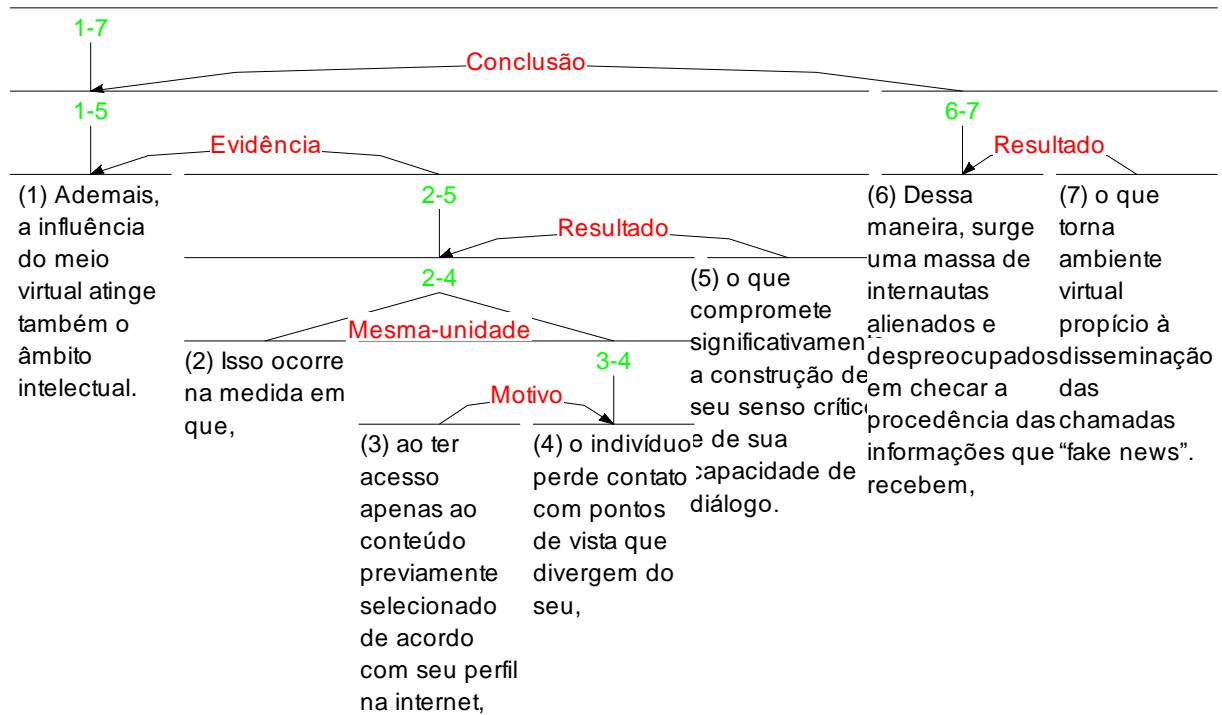 1-7
Conclusão
1-5
6-7
Evidência
Resultado
(1) Ademais,
a influência
do meio
virtual atinge
também o
âmbito
intelectual.
2-5
Resultado
2-4
Mesma-unidade
(2) Isso ocorre
na medida em
que,
3-4
Motivo
(3) ao ter
acesso
apenas ao
conteúdo
previamente
selecionado
de acordo
com seu perfil
na internet,
(4) o indivíduo
perde contato
com pontos
de vista que
divergem do
seu,
(5) o que
compromete
significativamen
a construção de
seu senso crítico
e de sua
capacidade de
diálogo.
(6) Dessa
maneira, surge
uma massa de
internautas
alienados e
despreocupados
em checar a
procedência das
informações que
recebem,
(7) o que
torna
ambiente
virtual
propício à
disseminação
das
chamadas
“fake news”.